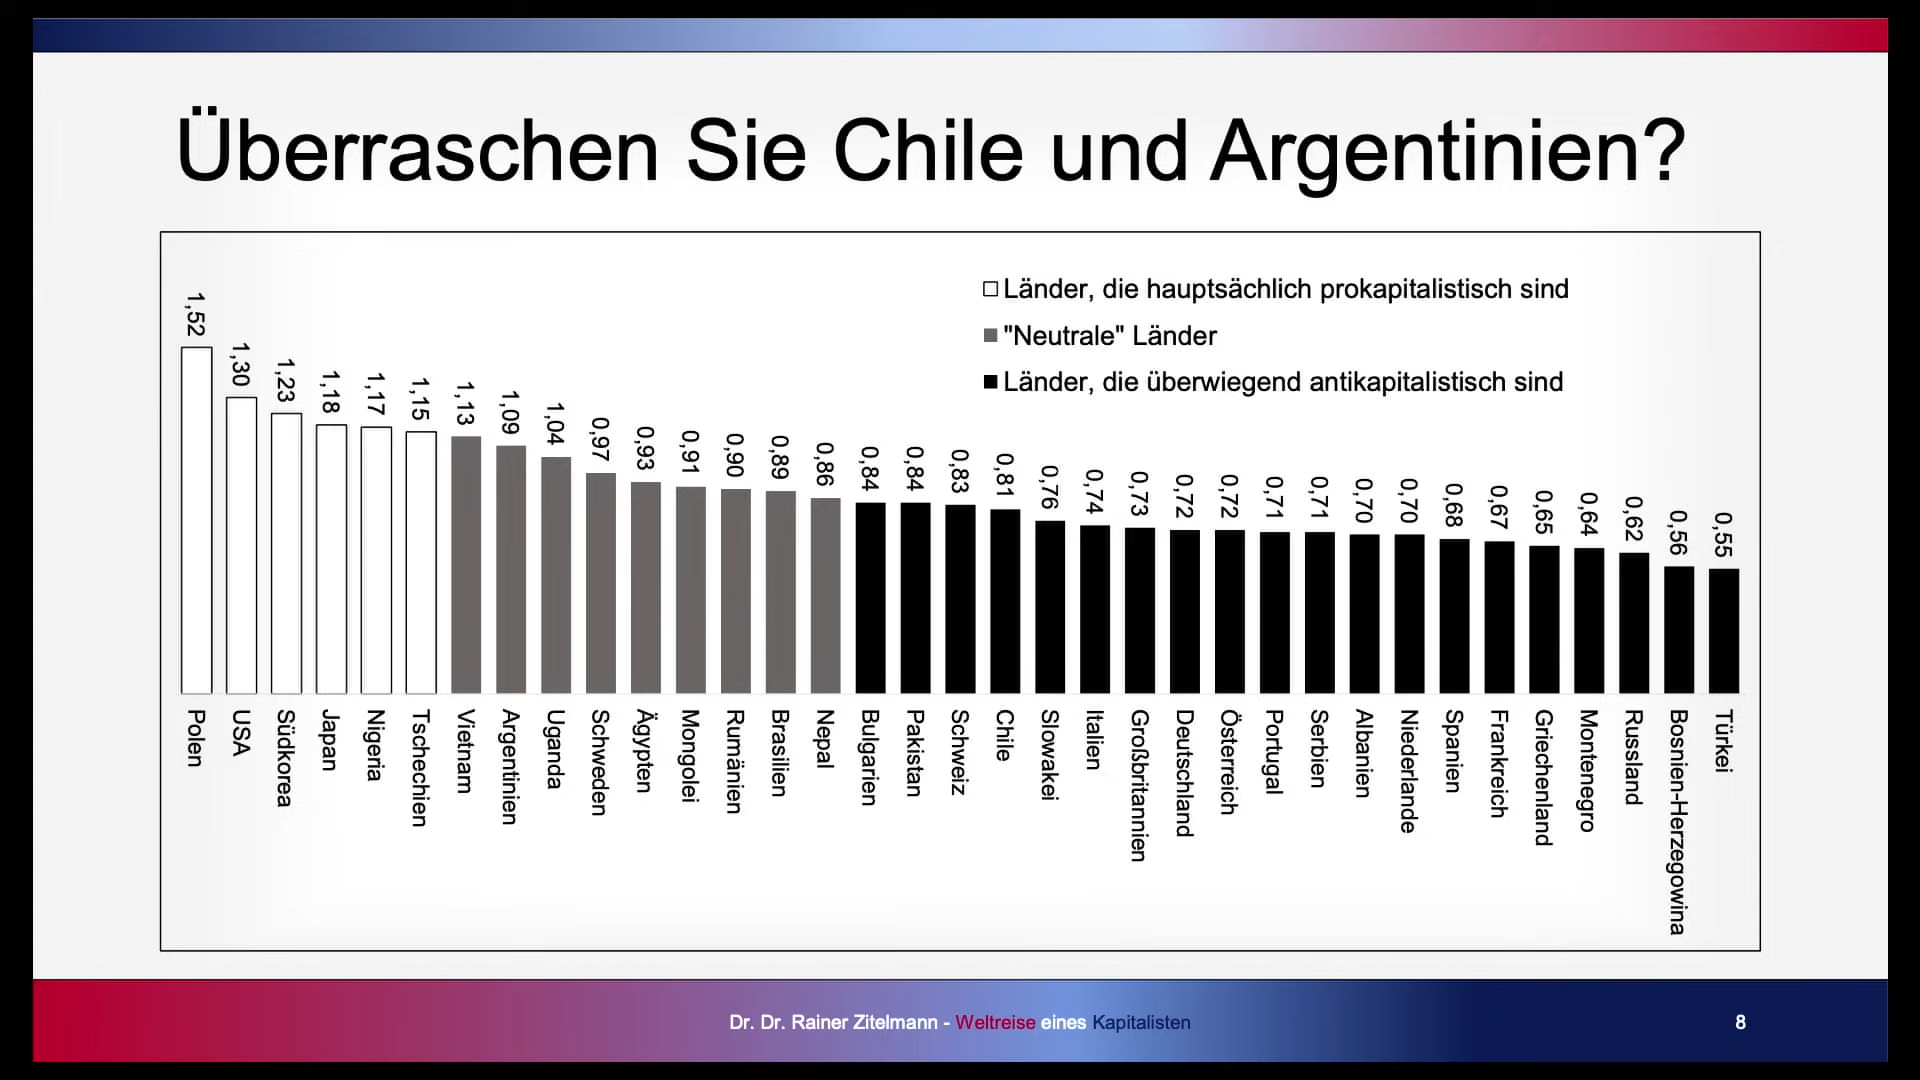 Überraschen Sie Chile und Argentinien?
Länder, die hauptsächlich prokapitalistisch sind
"Neutrale" Länder
Länder, die überwiegend antikapitalistisch sind
1,52
1,30
1,23
1,18
1,17
1,15
1,13
1,09
1,04
0,97
0,93
0,91
0,90
0,89
0,86
0,84
0,84
0,83
0,81
0,76
0,74
0,73
0,72
0,72
0,71
0,71
0,70
0,70
0,68
0,67
0,65
0,64
0,62
0,56
0,55
Polen
USA
Südkorea
Japan
Nigeria
Tschechien
Vietnam
Argentinien
Uganda
Schweden
Ägypten
Mongolei
Rumänien
Brasilien
Nepal
Bulgarien
Pakistan
Schweiz
Chile
Slowakei
Italien
Großbritannien
Deutschland
Österreich
Portugal
Serbien
Albanien
Niederlande
Spanien
Frankreich
Griechenland
Montenegro
Russland
Bosnien-Herzegowina
Türkei
Dr. Dr. Rainer Zitelmann - Weltreise eines Kapitalisten
8